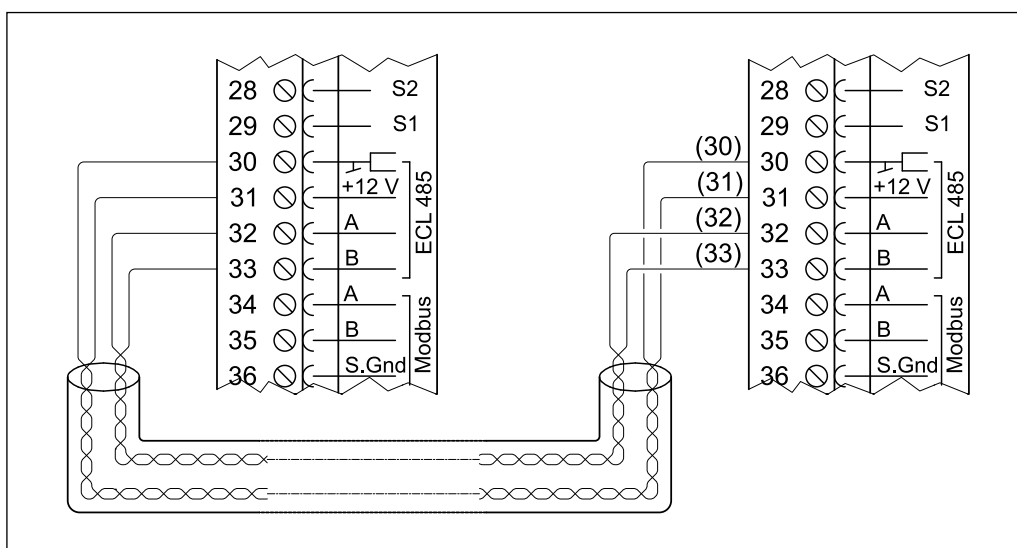 28 S2
29 S1
30
31 +12 V
32 A
33 B
34 A
35 B
36 S.Gnd
ECL 485
Modbus
(30)
(31)
(32)
(33)
28 S2
29 S1
30
31 +12 V
32 A
33 B
34 A
35 B
36 S.Gnd
ECL 485
Modbus